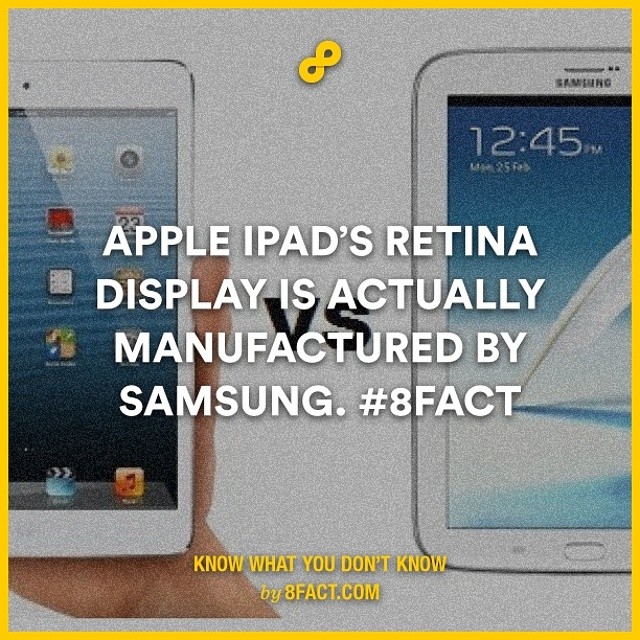 SAMSUNG
12:45PM
Mon, 25 Feb
23
VS
APPLE IPAD'S RETINA
DISPLAY IS ACTUALLY
MANUFACTURED BY
SAMSUNG. #8FACT
KNOW WHAT YOU DON'T KNOW
by 8FACT.COM